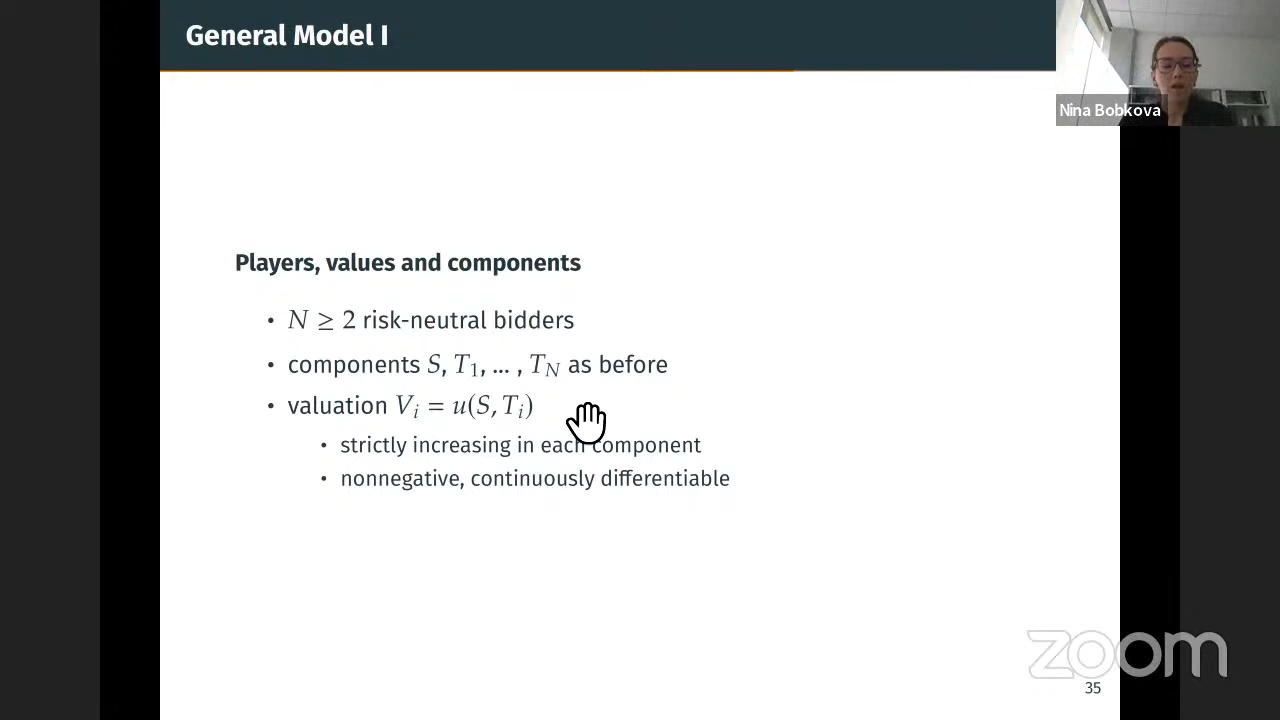 General Model I
Nina Bobkova
Players, values and components
• N ≥ 2 risk-neutral bidders
• components S, T₁, ... , T_N as before
• valuation Vᵢ = u(S, Tᵢ)
• strictly increasing in each component
• nonnegative, continuously differentiable
zoom
35